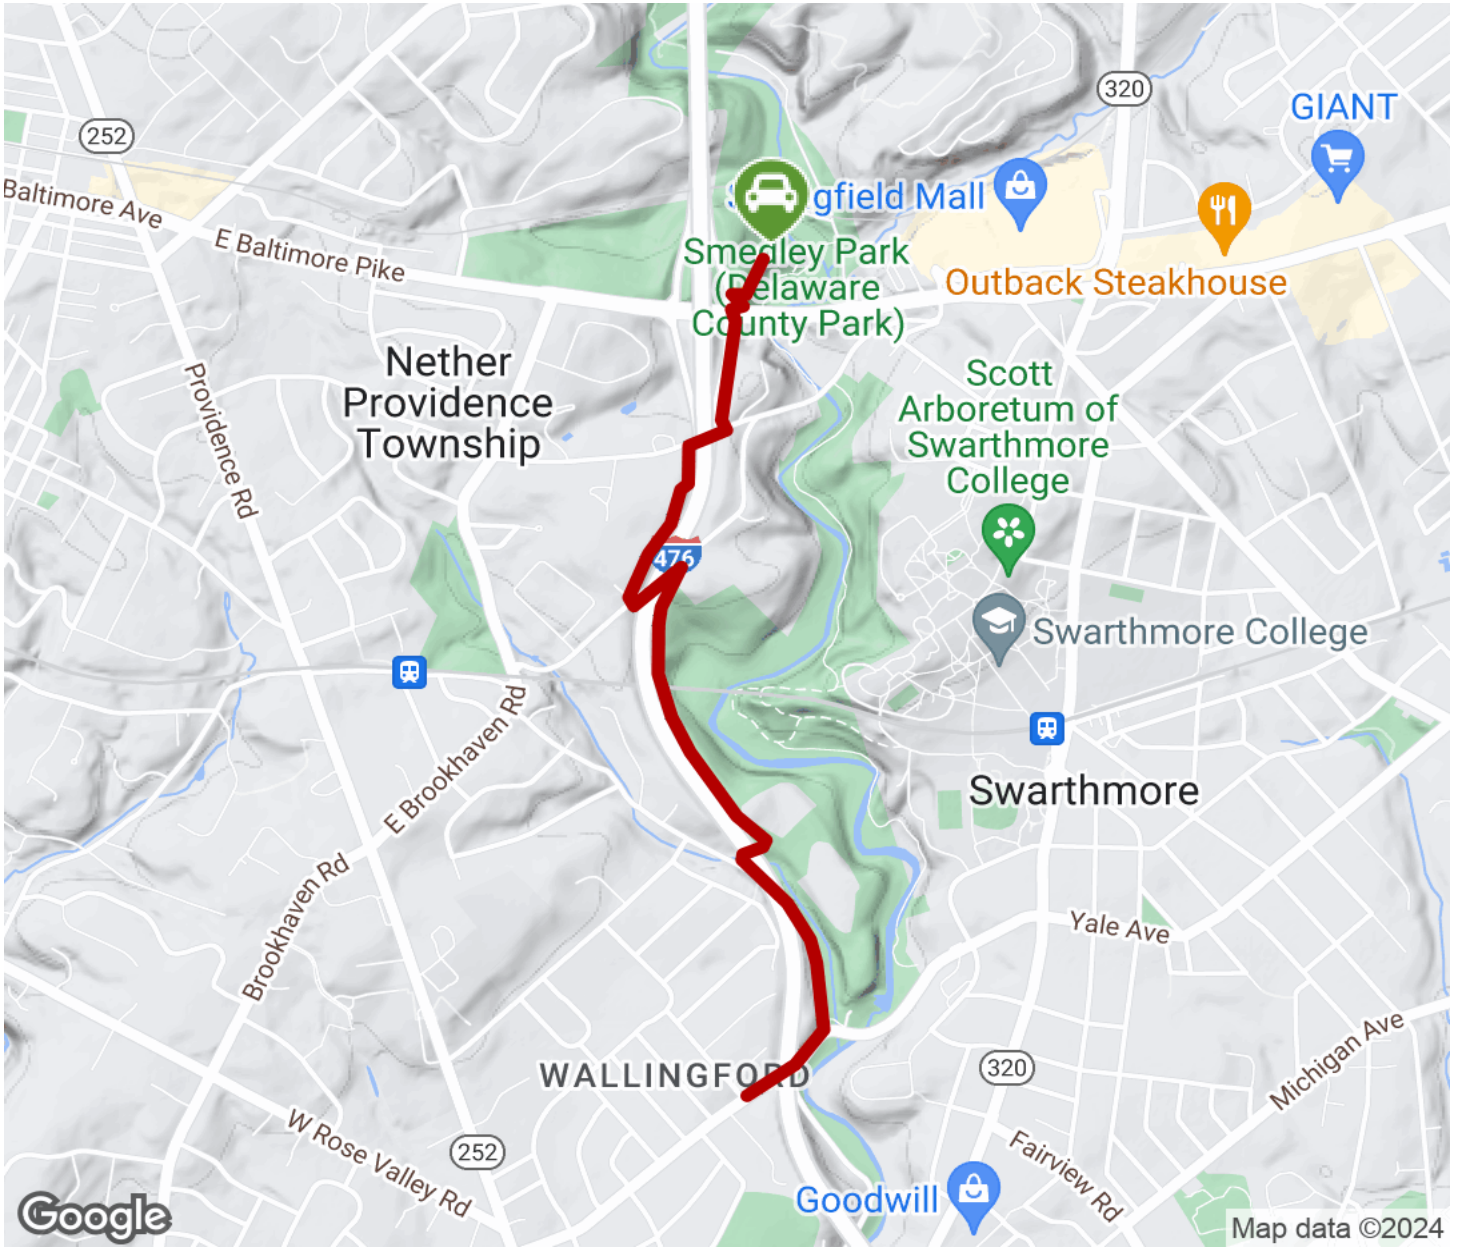 320
GIANT
252
S gfield Mall
Baltimore Ave
E Baltimore Pike
Smedley Park
(Delaware
County Park)
Outback Steakhouse
Nether
Providence
Township
Providence Rd
Scott
Arboretum of
Swarthmore
College
476
Swarthmore College
E Brookhaven Rd
Swarthmore
Brookhaven Rd
Yale Ave
WALLINGFORD
320
Michigan Ave
W Rose Valley Rd
252
Fairview Rd
Goodwill
Google
Map data ©2024